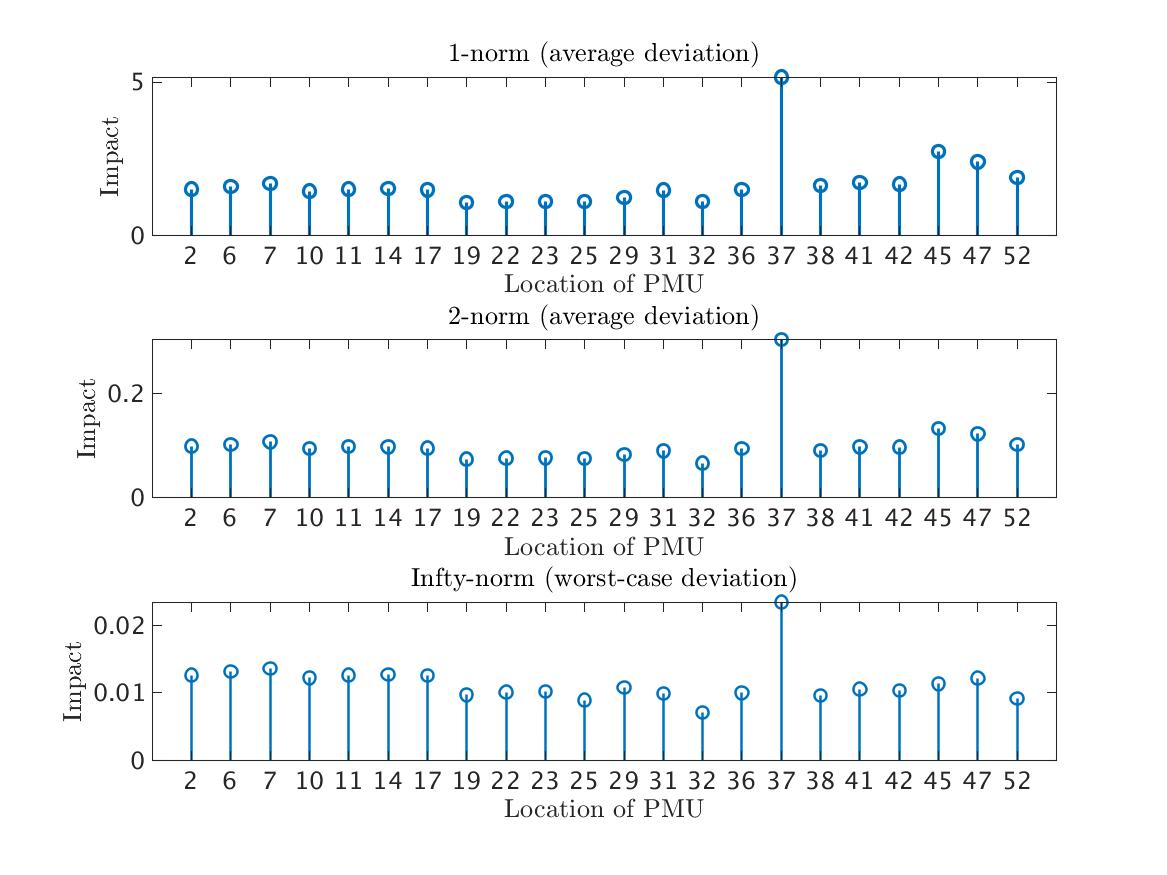 1-norm (average deviation)
5
0
Impact
2 6 7 10 11 14 17 19 22 23 25 29 31 32 36 37 38 41 42 45 47 52
Location of PMU
2-norm (average deviation)
0.2
0
Impact
2 6 7 10 11 14 17 19 22 23 25 29 31 32 36 37 38 41 42 45 47 52
Location of PMU
Infty-norm (worst-case deviation)
0.02
0.01
0
Impact
2 6 7 10 11 14 17 19 22 23 25 29 31 32 36 37 38 41 42 45 47 52
Location of PMU